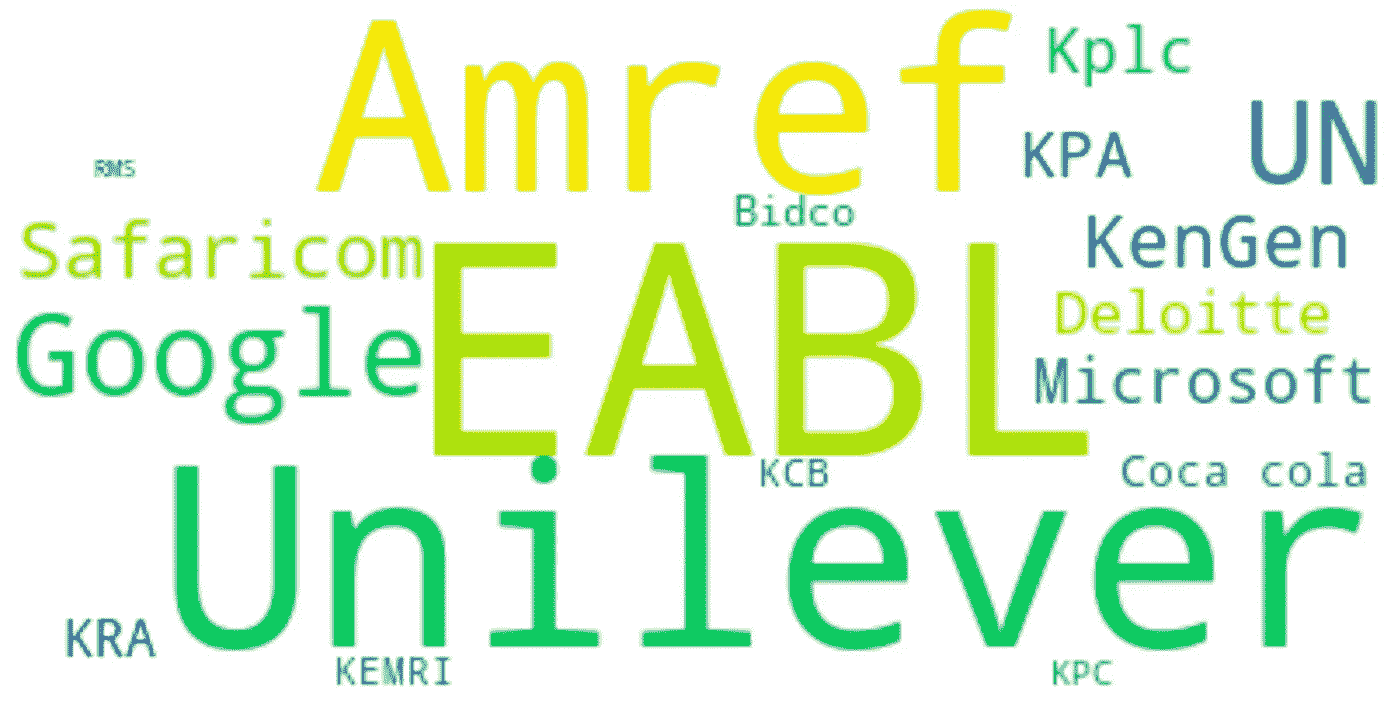 Amref
Kplc
UN
KPA
RMS
Bidco
Safaricom
KenGen
EABL
Deloitte
Google
Microsoft
KCB
Coca cola
Unilever
KRA
KEMRI
KPC